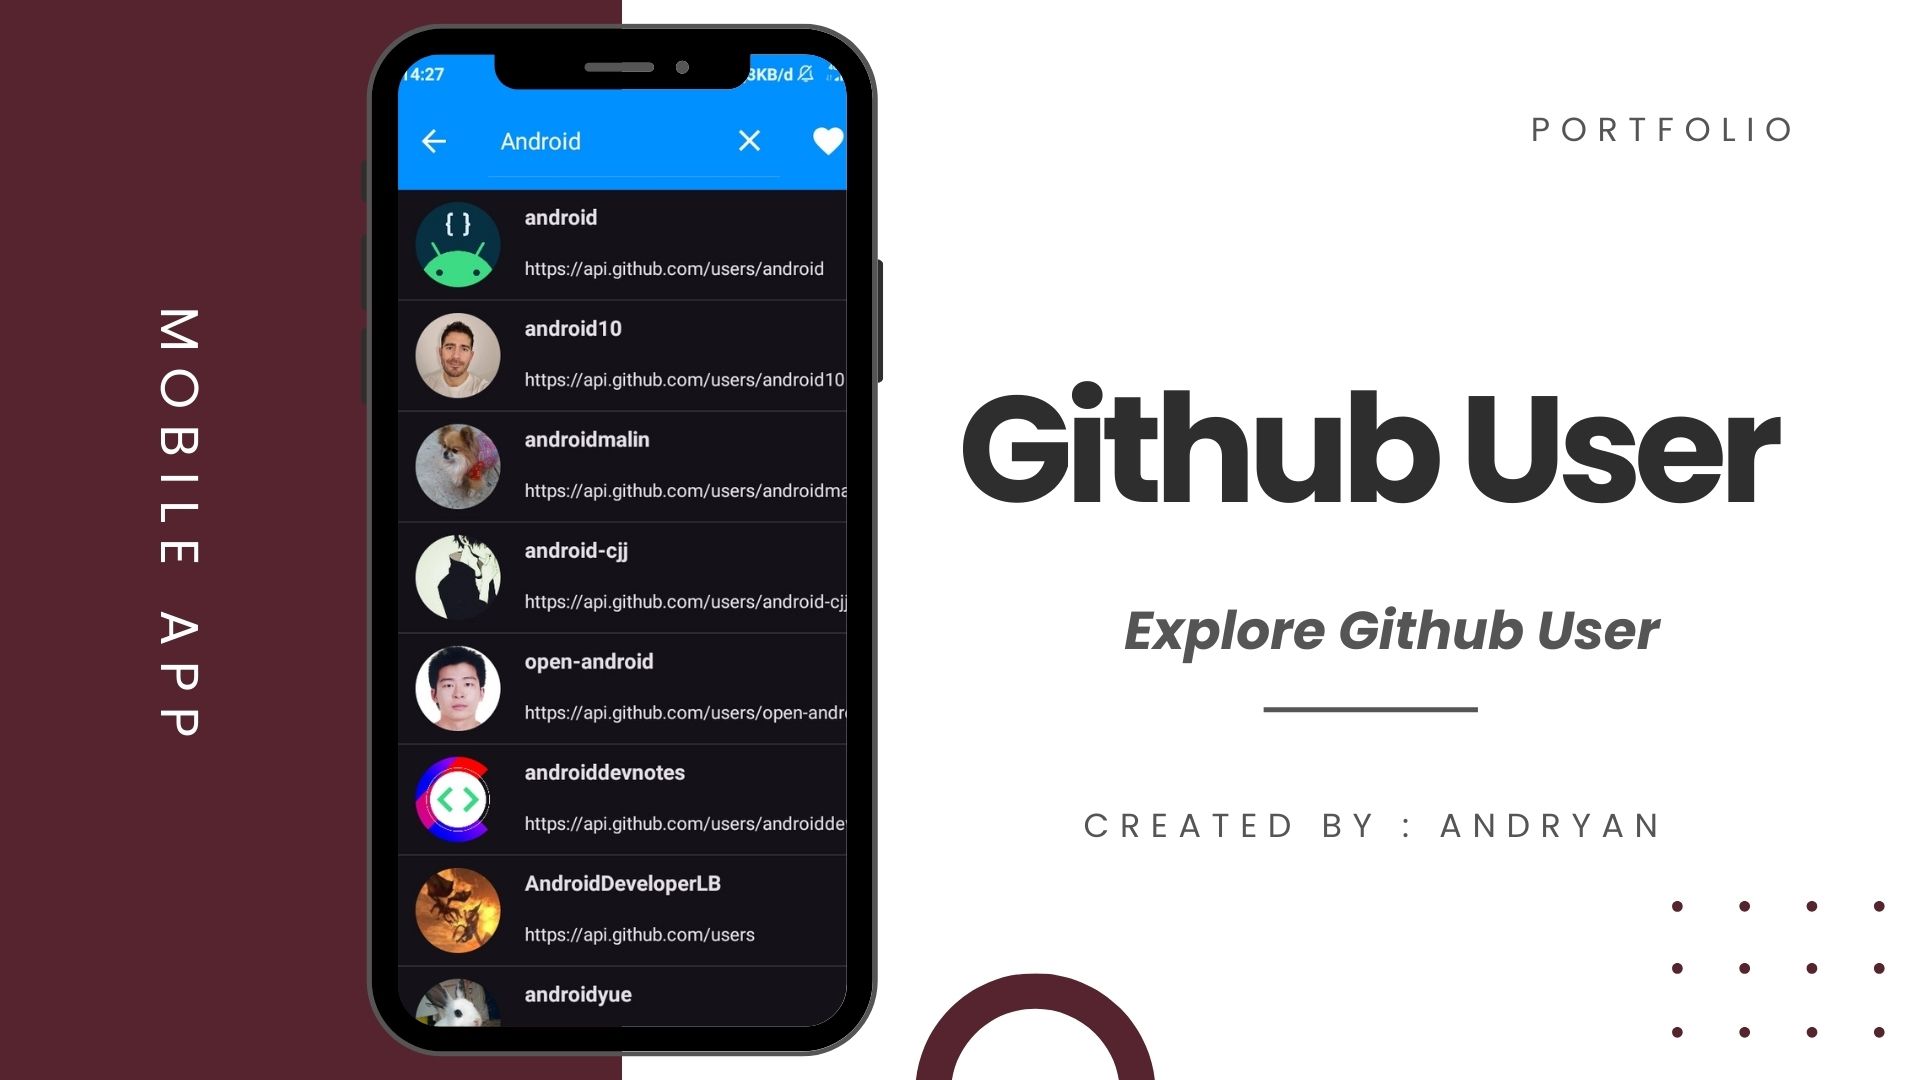 MOBILE APP
14:27
3KB/d
Android
{ }
android
https://api.github.com/users/android
android10
https://api.github.com/users/android10
androidmalin
https://api.github.com/users/androidma
android-cjj
https://api.github.com/users/android-cjj
open-android
https://api.github.com/users/open-andr
androiddevnotes
https://api.github.com/users/androidde
AndroidDeveloperLB
https://api.github.com/users
androidyue
PORTFOLIO
Github User
Explore Github User
CREATED BY : ANDRYAN